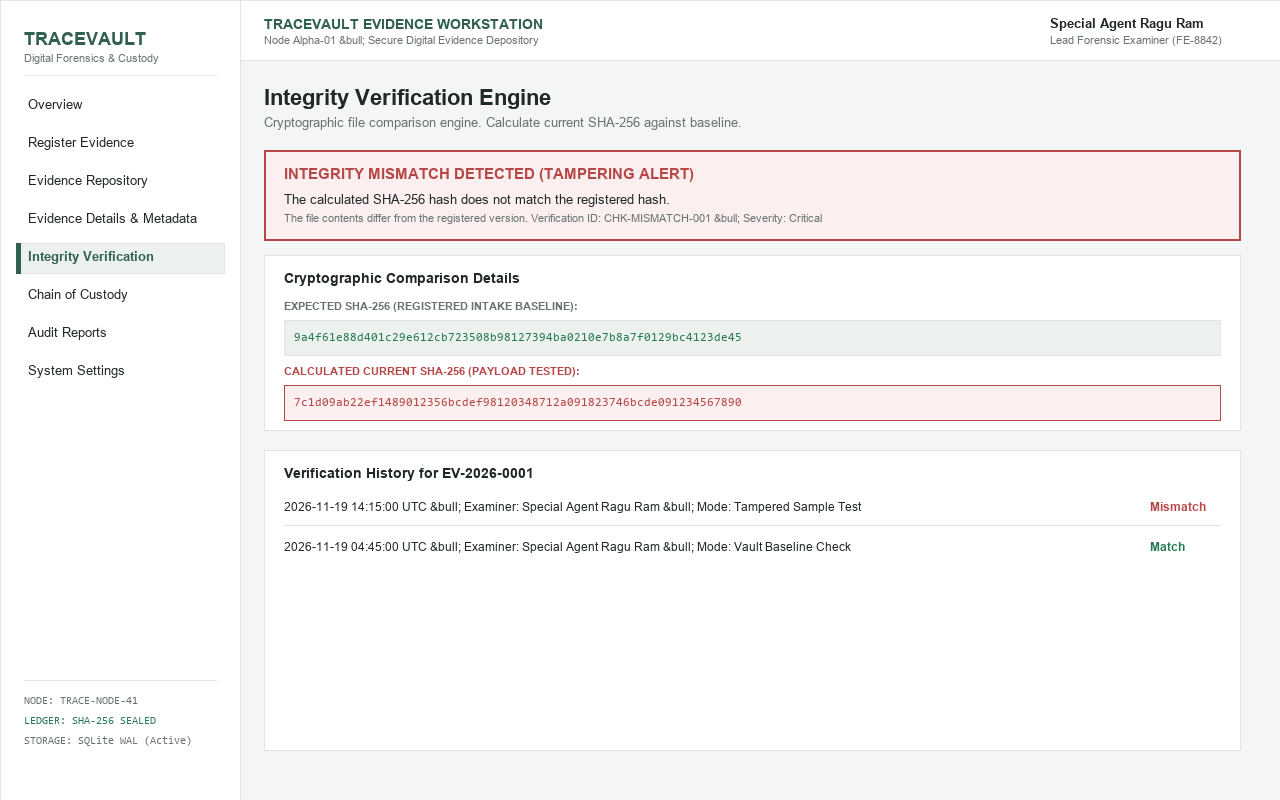 TRACEVAULT
Digital Forensics & Custody
Overview
Register Evidence
Evidence Repository
Evidence Details & Metadata
Integrity Verification
Chain of Custody
Audit Reports
System Settings
NODE: TRACE-NODE-41
LEDGER: SHA-256 SEALED
STORAGE: SQLite WAL (Active)
TRACEVAULT EVIDENCE WORKSTATION
Node Alpha-01 &bull; Secure Digital Evidence Depository
Special Agent Ragu Ram
Lead Forensic Examiner (FE-8842)
Integrity Verification Engine
Cryptographic file comparison engine. Calculate current SHA-256 against baseline.
INTEGRITY MISMATCH DETECTED (TAMPERING ALERT)
The calculated SHA-256 hash does not match the registered hash.
The file contents differ from the registered version. Verification ID: CHK-MISMATCH-001 &bull; Severity: Critical
Cryptographic Comparison Details
EXPECTED SHA-256 (REGISTERED INTAKE BASELINE):
9a4f61e88d401c29e612cb723508b98127394ba0210e7b8a7f0129bc4123de45
CALCULATED CURRENT SHA-256 (PAYLOAD TESTED):
7c1d09ab22ef1489012356bcdef98120348712a091823746bcde091234567890
Verification History for EV-2026-0001
2026-11-19 14:15:00 UTC &bull; Examiner: Special Agent Ragu Ram &bull; Mode: Tampered Sample Test Mismatch
2026-11-19 04:45:00 UTC &bull; Examiner: Special Agent Ragu Ram &bull; Mode: Vault Baseline Check Match